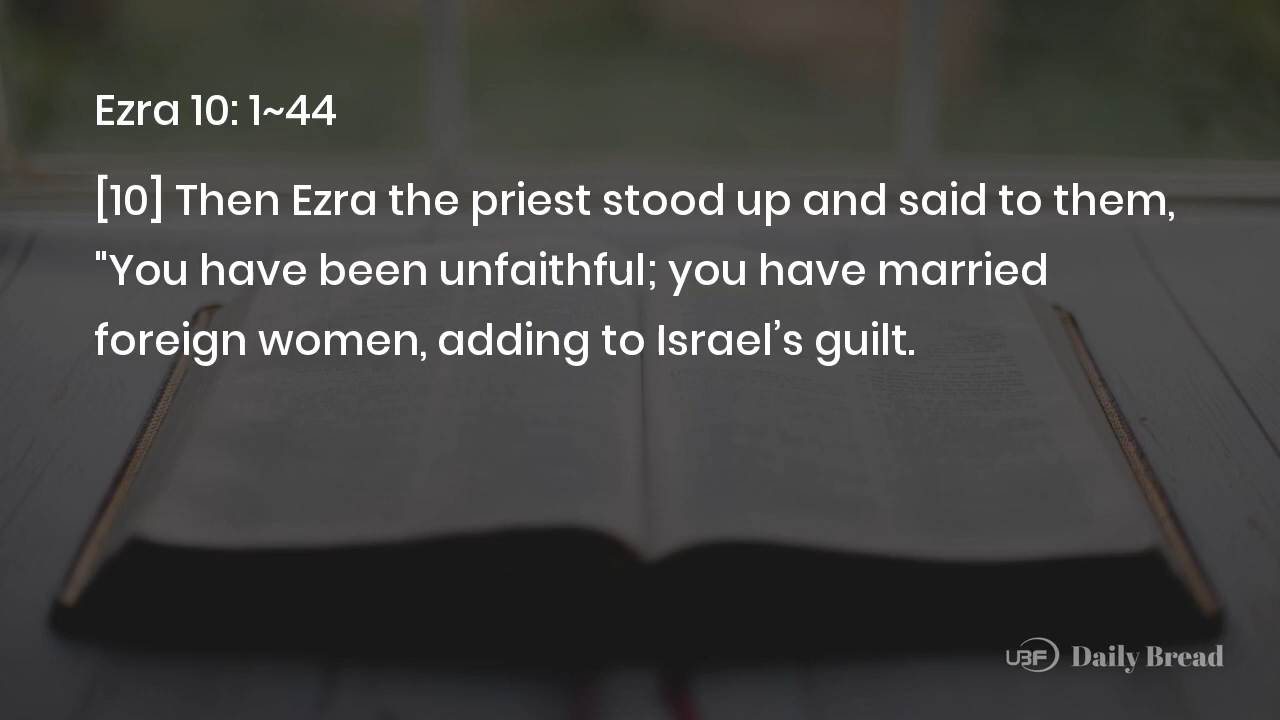 Ezra 10: 1~44
[10] Then Ezra the priest stood up and said to them,
"You have been unfaithful; you have married
foreign women, adding to Israel’s guilt.
UBF Daily Bread